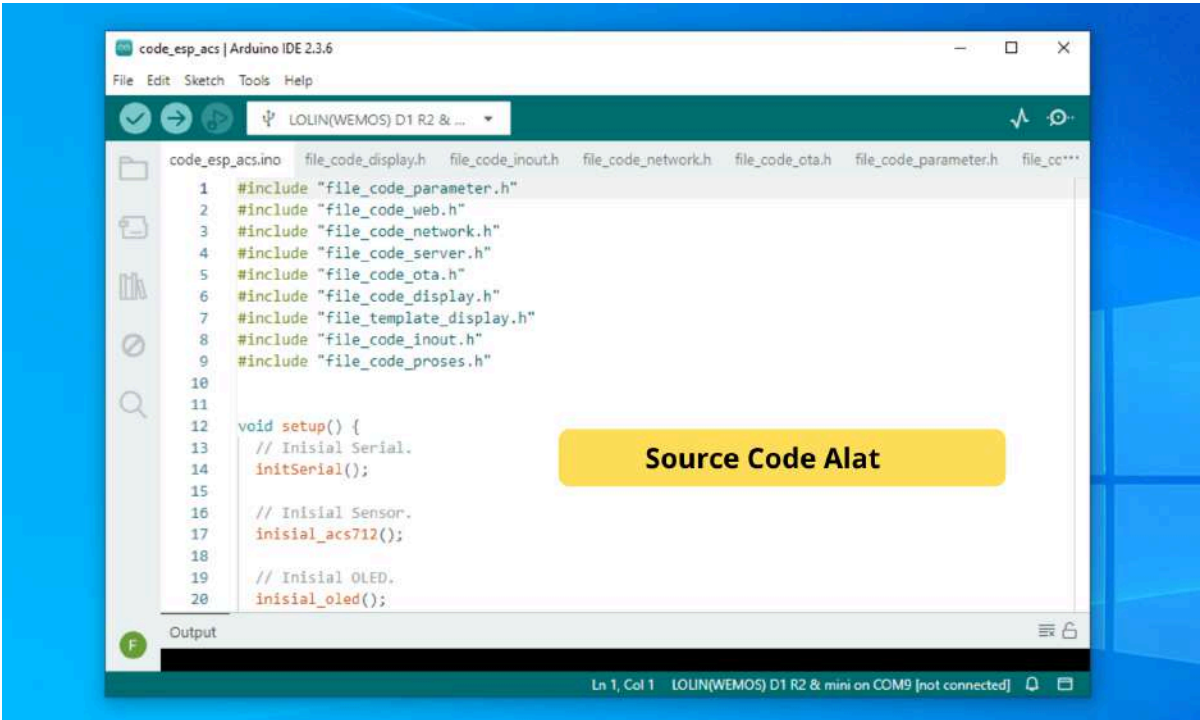 code_esp_acs | Arduino IDE 2.3.6
File Edit Sketch Tools Help
LOLIN(WEMOS) D1 R2 & ...
code_esp_acs.ino file_code_display.h file_code_inout.h file_code_network.h file_code_ota.h file_code_parameter.h file_cc...
1 #include "file_code_parameter.h"
2 #include "file_code_web.h"
3 #include "file_code_network.h"
4 #include "file_code_server.h"
5 #include "file_code_ota.h"
6 #include "file_code_display.h"
7 #include "file_template_display.h"
8 #include "file_code_inout.h"
9 #include "file_code_proses.h"
10
11
12 void setup() {
13 // Inisial Serial.
14 initSerial();
15
16 // Inisial Sensor.
17 inisial_acs712();
18
19 // Inisial OLED.
20 inisial_oled();
Source Code Alat
Output
F
Ln 1, Col 1 LOLIN(WEMOS) D1 R2 & mini on COM9 [not connected]